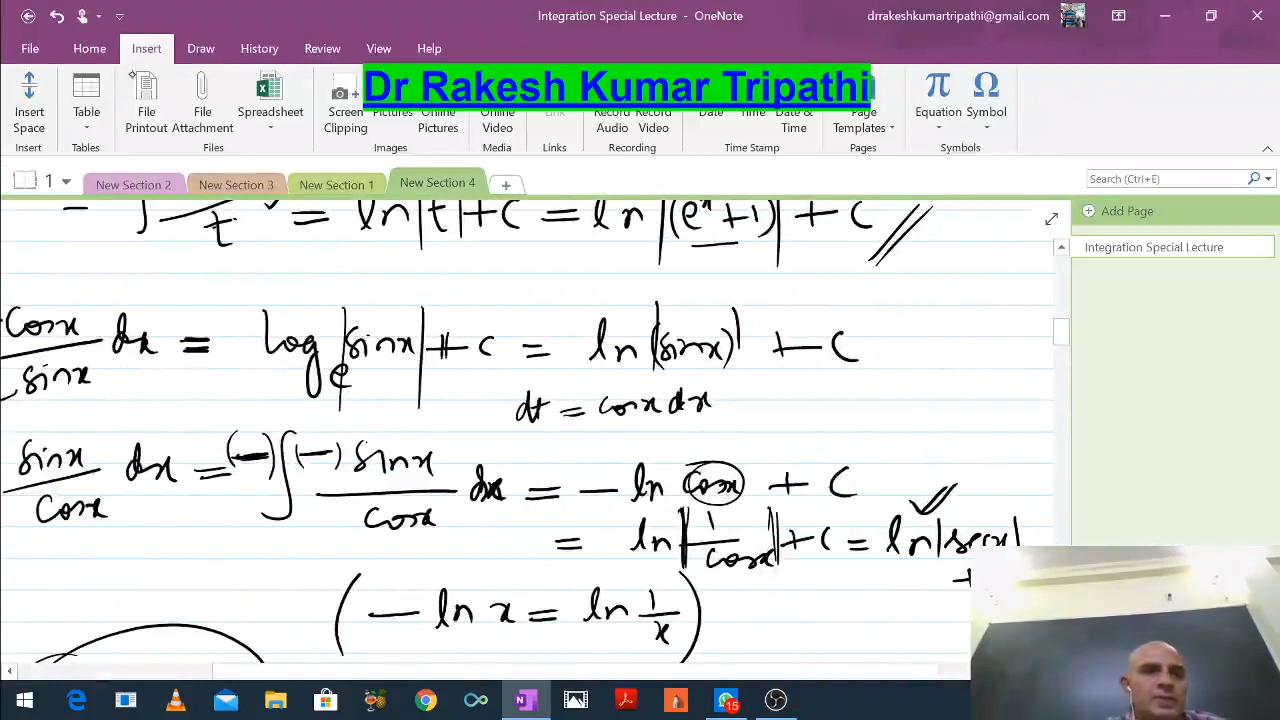 Integration Special Lecture - OneNote
drrakeshkumartripathi@gmail.com
File Home Insert Draw History Review View Help
Dr Rakesh Kumar Tripathi
Insert Space
Table
File Printout
File Attachment
Spreadsheet
Screen Clipping
Pictures
Online Pictures
Online Video
Link
Record Audio
Record Video
Date
Time
Date & Time
Page Templates
Equation
Symbol
Insert Tables Files Images Media Links Recording Time Stamp Pages Symbols
1 New Section 2 New Section 3 New Section 1 New Section 4
Search (Ctrl+E)
Add Page
Integration Special Lecture
∫ / t = ln|t| + C = ln|(e^x + 1)| + C //
cosx / sinx dx = log_e |sinx| + C = ln|(sinx)| + C
dt = cosx dx
sinx / cosx dx = (-) ∫ (-) sinx / cosx dx = - ln cosx + C
= ln|1 / cosx| + C = ln|secx|
+
( - ln x = ln 1/x )
15